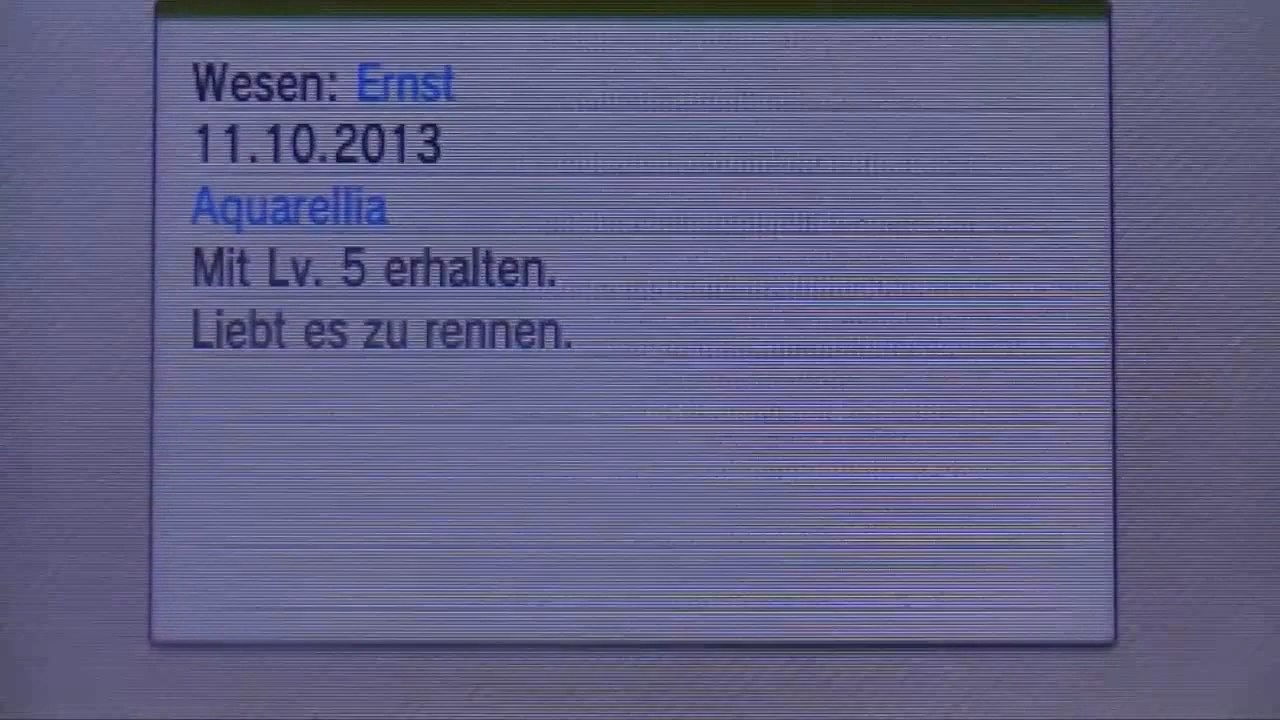 Wesen: Ernst
11.10.2013
Aquarellia
Mit Lv. 5 erhalten.
Liebt es zu rennen.